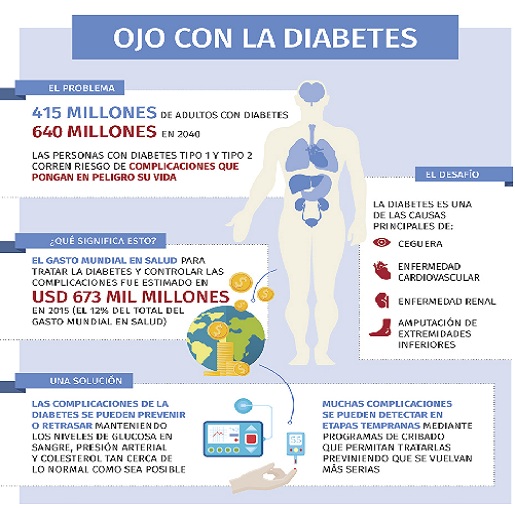 OJO CON LA DIABETES
EL PROBLEMA
415 MILLONES DE ADULTOS CON DIABETES
640 MILLONES EN 2040
LAS PERSONAS CON DIABETES TIPO 1 Y TIPO 2
CORREN RIESGO DE COMPLICACIONES QUE
PONGAN EN PELIGRO SU VIDA
EL DESAFÍO
LA DIABETES ES UNA
DE LAS CAUSAS
PRINCIPALES DE:
CEGUERA
ENFERMEDAD
CARDIOVASCULAR
ENFERMEDAD RENAL
AMPUTACIÓN DE
EXTREMIDADES
INFERIORES
¿QUÉ SIGNIFICA ESTO?
EL GASTO MUNDIAL EN SALUD PARA
TRATAR LA DIABETES Y CONTROLAR LAS
COMPLICACIONES FUE ESTIMADO EN
USD 673 MIL MILLONES
EN 2015 (EL 12% DEL TOTAL DEL
GASTO MUNDIAL EN SALUD)
UNA SOLUCIÓN
LAS COMPLICACIONES DE LA
DIABETES SE PUEDEN PREVENIR
O RETRASAR MANTENIENDO
LOS NIVELES DE GLUCOSA EN
SANGRE, PRESIÓN ARTERIAL
Y COLESTEROL TAN CERCA DE
LO NORMAL COMO SEA POSIBLE
MUCHAS COMPLICACIONES
SE PUEDEN DETECTAR EN
ETAPAS TEMPRANAS MEDIANTE
PROGRAMAS DE CRIBADO
QUE PERMITAN TRATARLAS
PREVINIENDO QUE SE VUELVAN
MÁS SERIAS